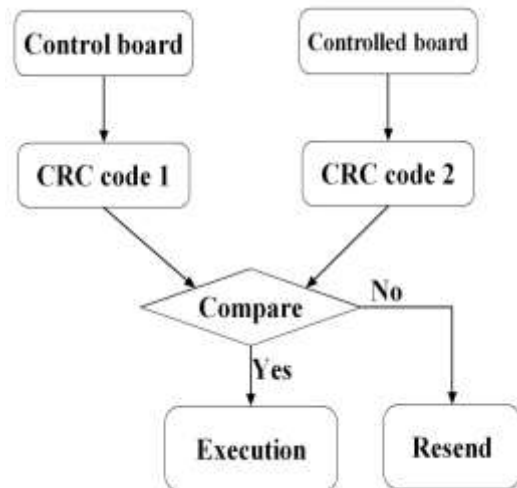 Control board
Controlled board
CRC code 1
CRC code 2
Compare
No
Yes
Execution
Resend